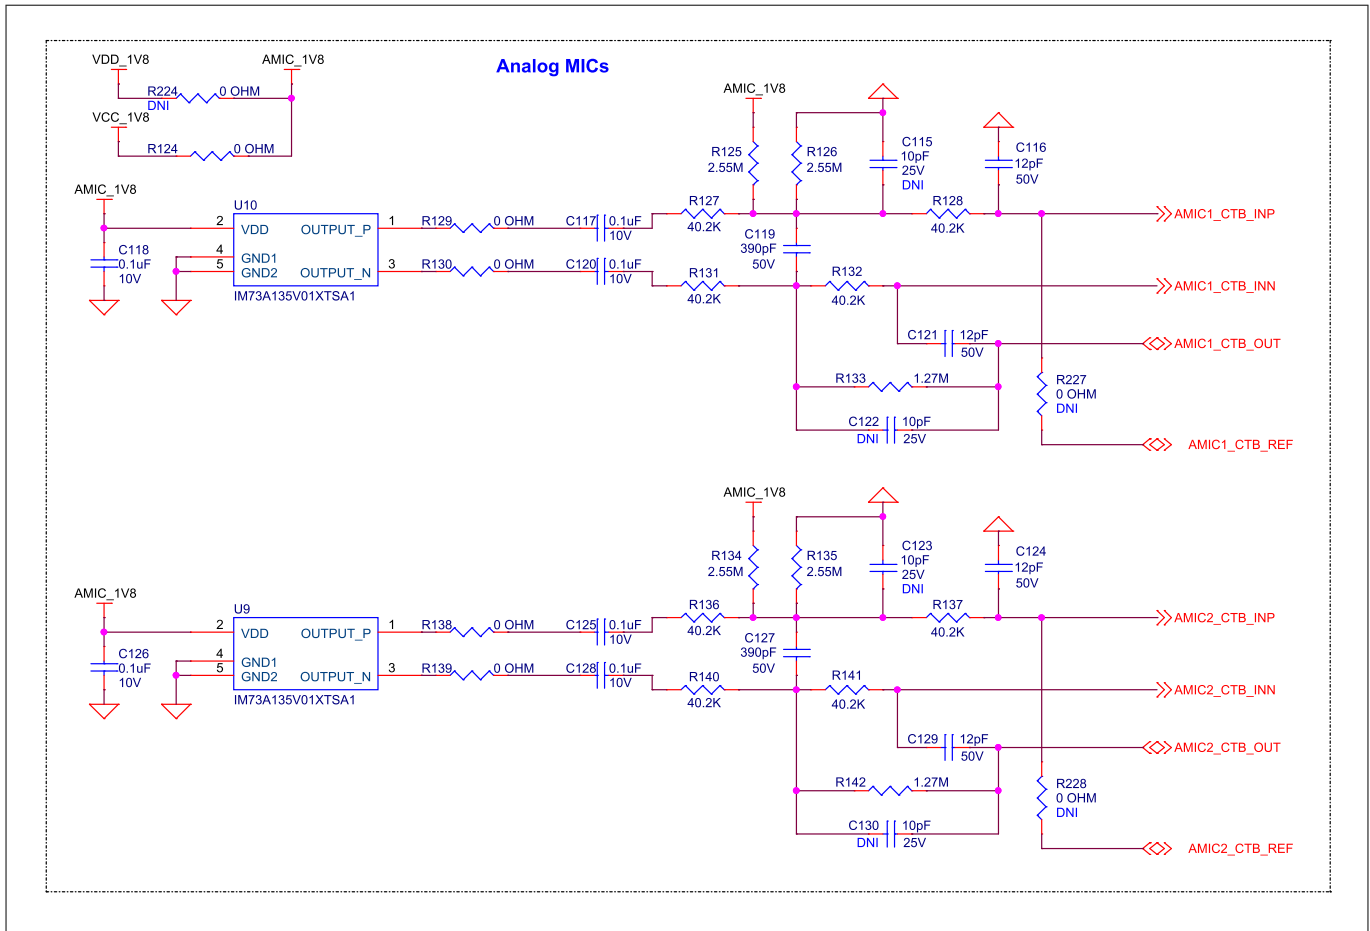 Analog MICs
VDD_1V8
AMIC_1V8
R224
0 OHM
DNI
VCC_1V8
R124
0 OHM
AMIC_1V8
C118
0.1uF
10V
U10
2
VDD
OUTPUT_P
1
4
GND1
5
GND2
OUTPUT_N
3
IM73A135V01XTSA1
R129
0 OHM
R130
0 OHM
C117
0.1uF
10V
C120
0.1uF
10V
R127
40.2K
R131
40.2K
AMIC_1V8
R125
2.55M
R126
2.55M
C115
10pF
25V
DNI
C116
12pF
50V
R128
40.2K
C119
390pF
50V
R132
40.2K
C121
12pF
50V
R133
1.27M
C122
10pF
DNI
25V
R227
0 OHM
DNI
AMIC1_CTB_INP
AMIC1_CTB_INN
AMIC1_CTB_OUT
AMIC1_CTB_REF
AMIC_1V8
C126
0.1uF
10V
U9
2
VDD
OUTPUT_P
1
4
GND1
5
GND2
OUTPUT_N
3
IM73A135V01XTSA1
R138
0 OHM
R139
0 OHM
C125
0.1uF
10V
C128
0.1uF
10V
R136
40.2K
R140
40.2K
AMIC_1V8
R134
2.55M
R135
2.55M
C123
10pF
25V
DNI
C124
12pF
50V
R137
40.2K
C127
390pF
50V
R141
40.2K
C129
12pF
50V
R142
1.27M
C130
10pF
DNI
25V
R228
0 OHM
DNI
AMIC2_CTB_INP
AMIC2_CTB_INN
AMIC2_CTB_OUT
AMIC2_CTB_REF